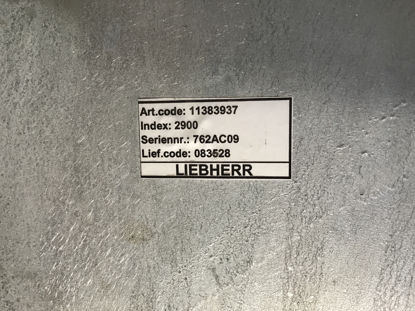 Art.code: 11383937
Index: 2900
Seriennr.: 762AC09
Lief.code: 083528
LIEBHERR